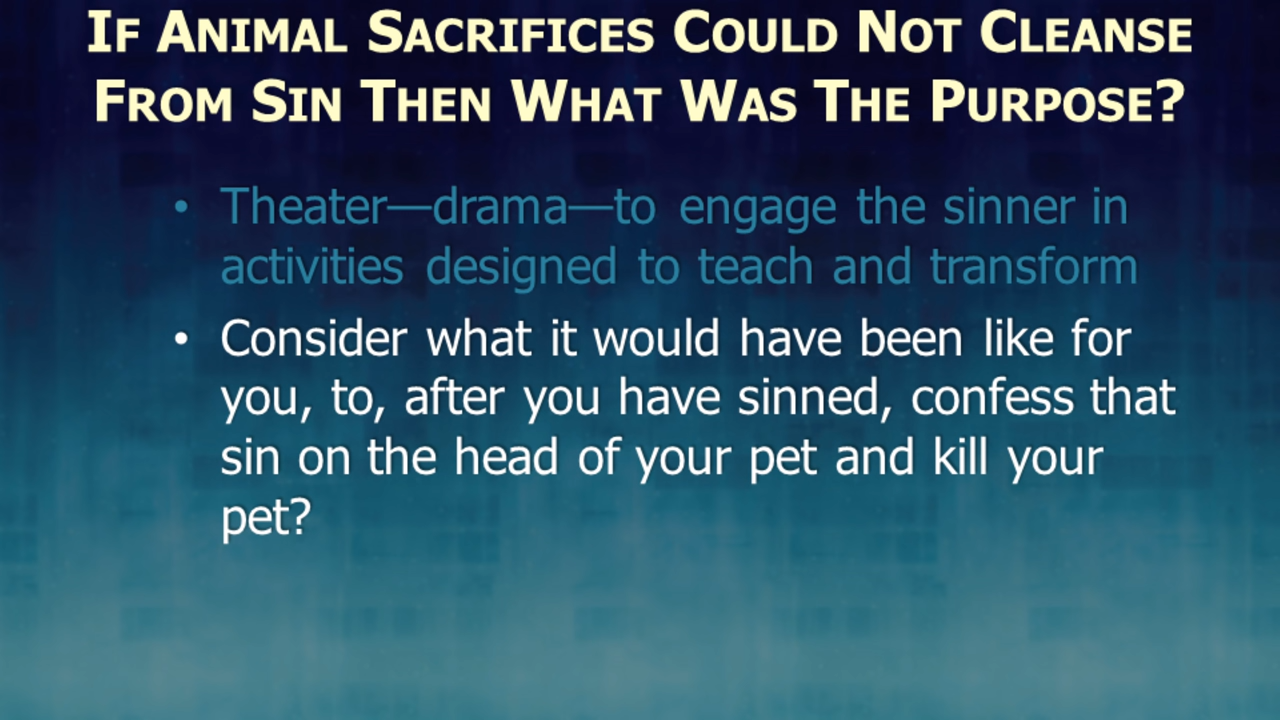 If Animal Sacrifices Could Not Cleanse
From Sin Then What Was The Purpose?
• Theater—drama—to engage the sinner in
activities designed to teach and transform
• Consider what it would have been like for
you, to, after you have sinned, confess that
sin on the head of your pet and kill your
pet?